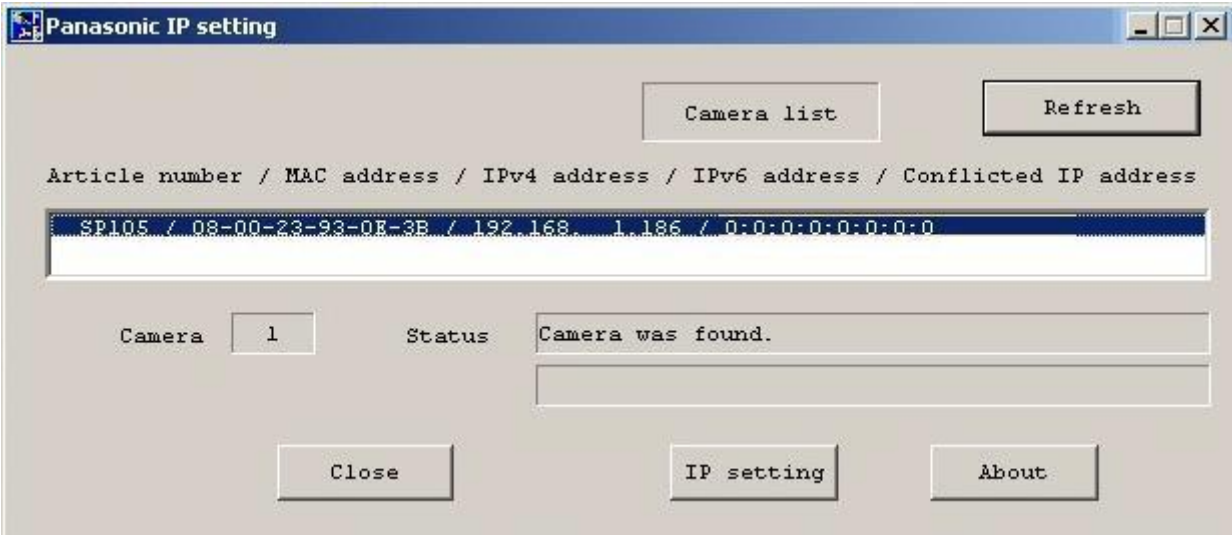 Panasonic IP setting
Camera list
Refresh
Article number / MAC address / IPv4 address / IPv6 address / Conflicted IP address
SP105 / 08-00-23-93-0E-3B / 192.168.  1.186 / 0:0:0:0:0:0:0:0
Camera 1 Status Camera was found.
Close IP setting About